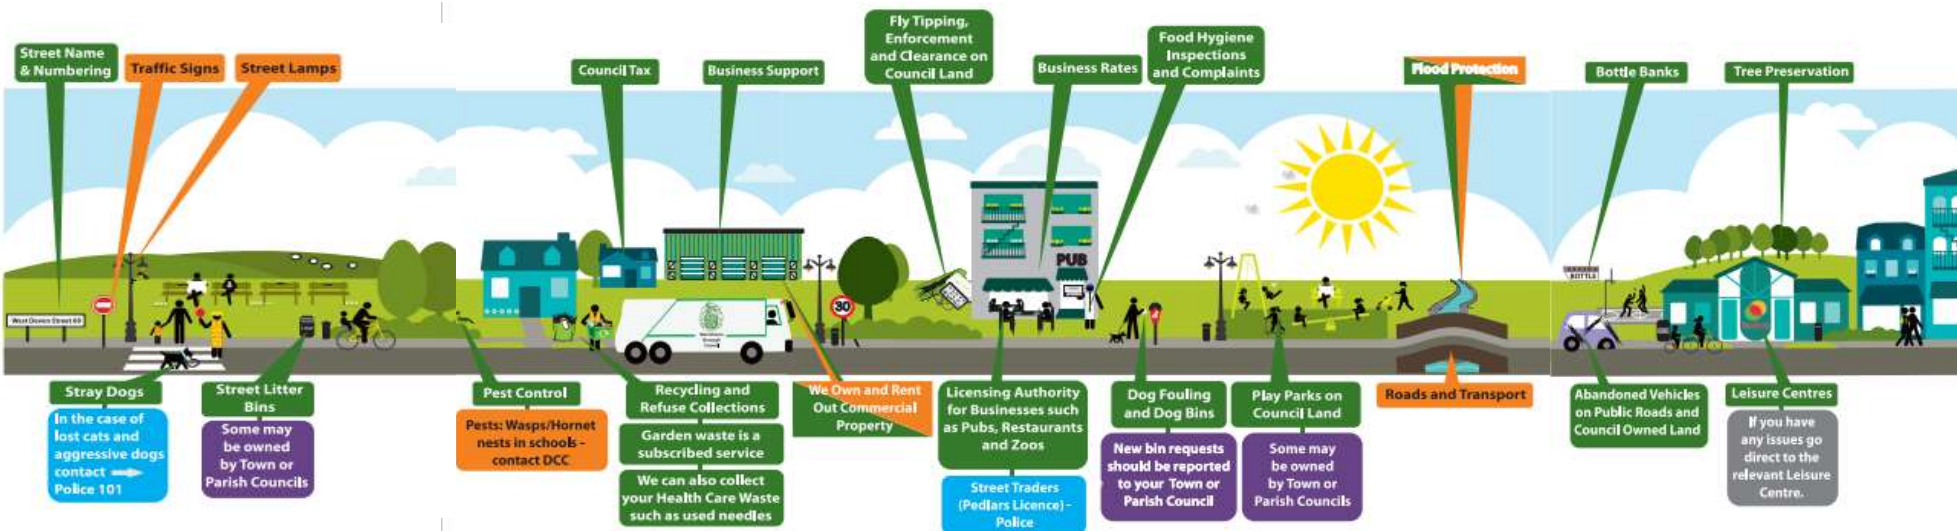 Street Name
& Numbering
Traffic Signs
Street Lamps
Council Tax
Business Support
Fly Tipping,
Enforcement
and Clearance on
Council Land
Business Rates
Food Hygiene
Inspections
and Complaints
Flood Protection
Bottle Banks
Tree Preservation
West Devon Street 69
PUB
30
BOTTLE
Stray Dogs
In the case of
lost cats and
aggressive dogs
contact
Police 101
Street Litter
Bins
Some may
be owned
by Town or
Parish Councils
Pest Control
Pests: Wasps/Hornet
nests in schools -
contact DCC
Recycling and
Refuse Collections
Garden waste is a
subscribed service
We can also collect
your Health Care Waste
such as used needles
We Own and Rent
Out Commercial
Property
Licensing Authority
for Businesses such
as Pubs, Restaurants
and Zoos
Street Traders
(Pedlars Licence) -
Police
Dog Fouling
and Dog Bins
New bin requests
should be reported
to your Town or
Parish Council
Play Parks on
Council Land
Some may
be owned
by Town or
Parish Councils
Roads and Transport
Abandoned Vehicles
on Public Roads and
Council Owned Land
Leisure Centres
If you have
any issues go
direct to the
relevant Leisure
Centre.